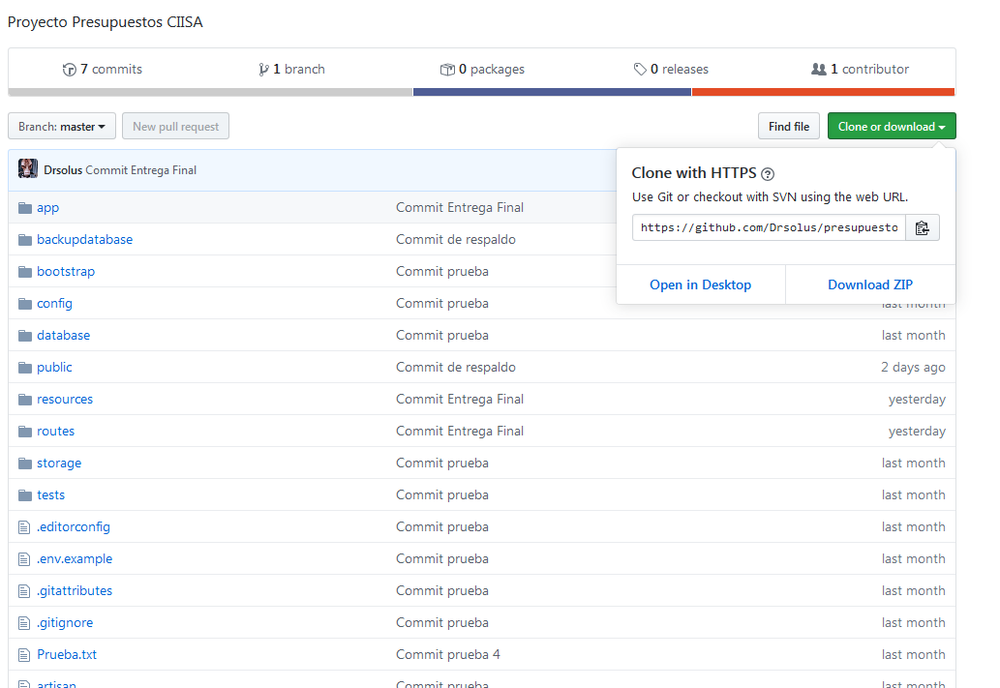 Proyecto Presupuestos CIISA
7 commits 1 branch 0 packages 0 releases 1 contributor
Branch: master New pull request Find file Clone or download
Drsolus Commit Entrega Final
Clone with HTTPS ?
Use Git or checkout with SVN using the web URL.
https://github.com/Drsolus/presupuesto
Open in Desktop Download ZIP
app Commit Entrega Final
backupdatabase Commit de respaldo
bootstrap Commit prueba
config Commit prueba last month
database Commit prueba last month
public Commit de respaldo 2 days ago
resources Commit Entrega Final yesterday
routes Commit Entrega Final yesterday
storage Commit prueba last month
tests Commit prueba last month
.editorconfig Commit prueba last month
.env.example Commit prueba last month
.gitattributes Commit prueba last month
.gitignore Commit prueba last month
Prueba.txt Commit prueba 4 last month
artisan Commit prueba last month